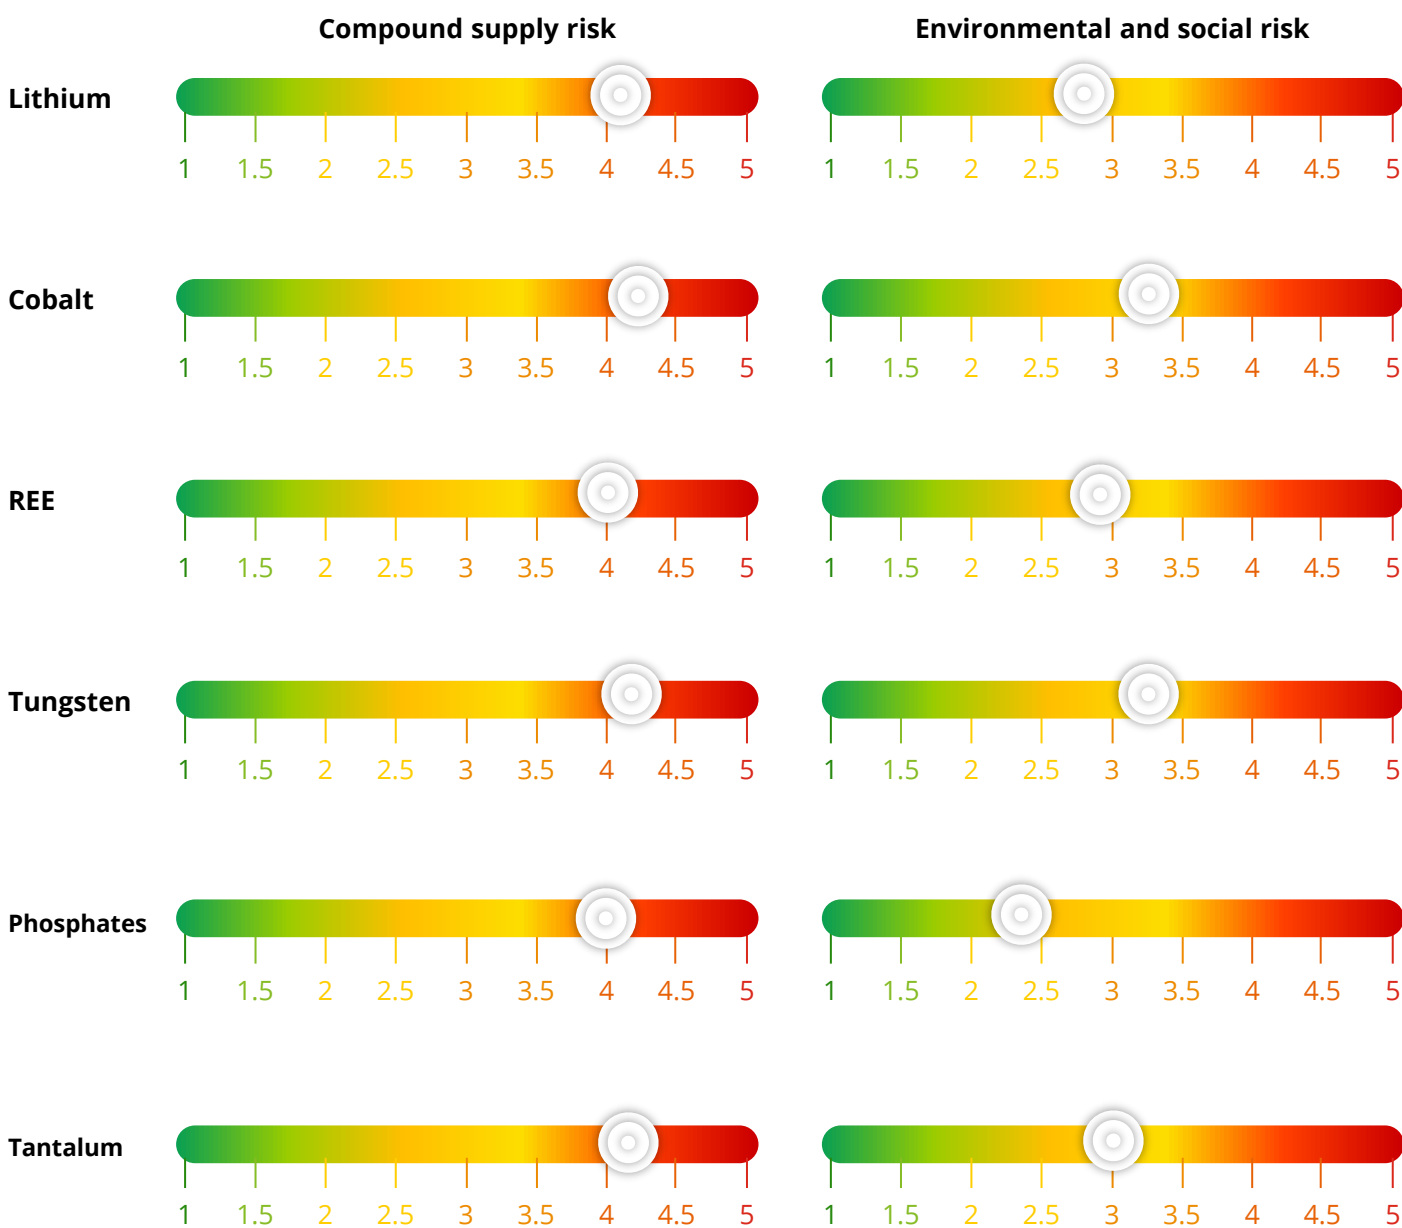 Compound supply risk Environmental and social risk
Lithium
1 1.5 2 2.5 3 3.5 4 4.5 5 1 1.5 2 2.5 3 3.5 4 4.5 5
Cobalt
1 1.5 2 2.5 3 3.5 4 4.5 5 1 1.5 2 2.5 3 3.5 4 4.5 5
REE
1 1.5 2 2.5 3 3.5 4 4.5 5 1 1.5 2 2.5 3 3.5 4 4.5 5
Tungsten
1 1.5 2 2.5 3 3.5 4 4.5 5 1 1.5 2 2.5 3 3.5 4 4.5 5
Phosphates
1 1.5 2 2.5 3 3.5 4 4.5 5 1 1.5 2 2.5 3 3.5 4 4.5 5
Tantalum
1 1.5 2 2.5 3 3.5 4 4.5 5 1 1.5 2 2.5 3 3.5 4 4.5 5